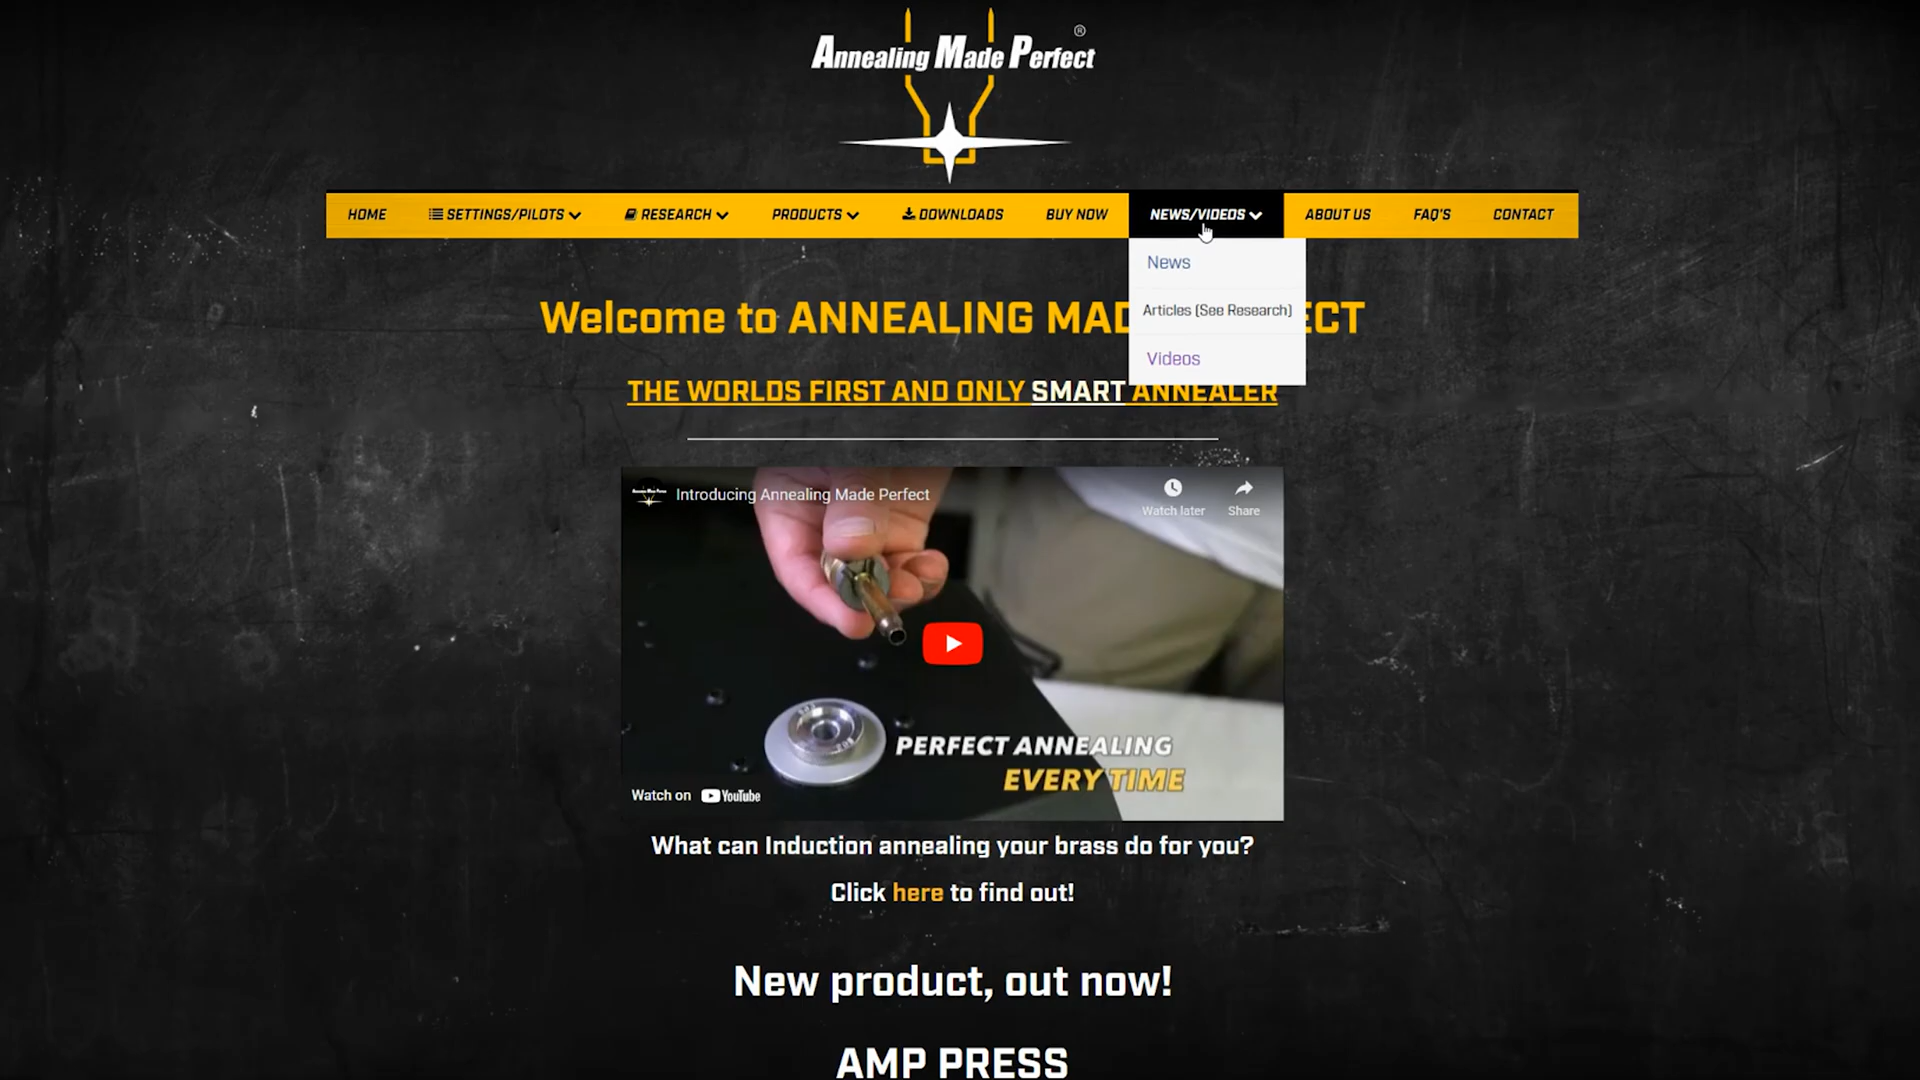 Annealing Made Perfect ®
HOME SETTINGS/PILOTS RESEARCH PRODUCTS DOWNLOADS BUY NOW NEWS/VIDEOS ABOUT US FAQ'S CONTACT
News
Articles (See Research)
Videos
Welcome to ANNEALING MAD ECT
THE WORLDS FIRST AND ONLY SMART ANNEALER
Introducing Annealing Made Perfect
Watch later Share
PERFECT ANNEALING
EVERY TIME
Watch on YouTube
What can Induction annealing your brass do for you?
Click here to find out!
New product, out now!
AMP PRESS